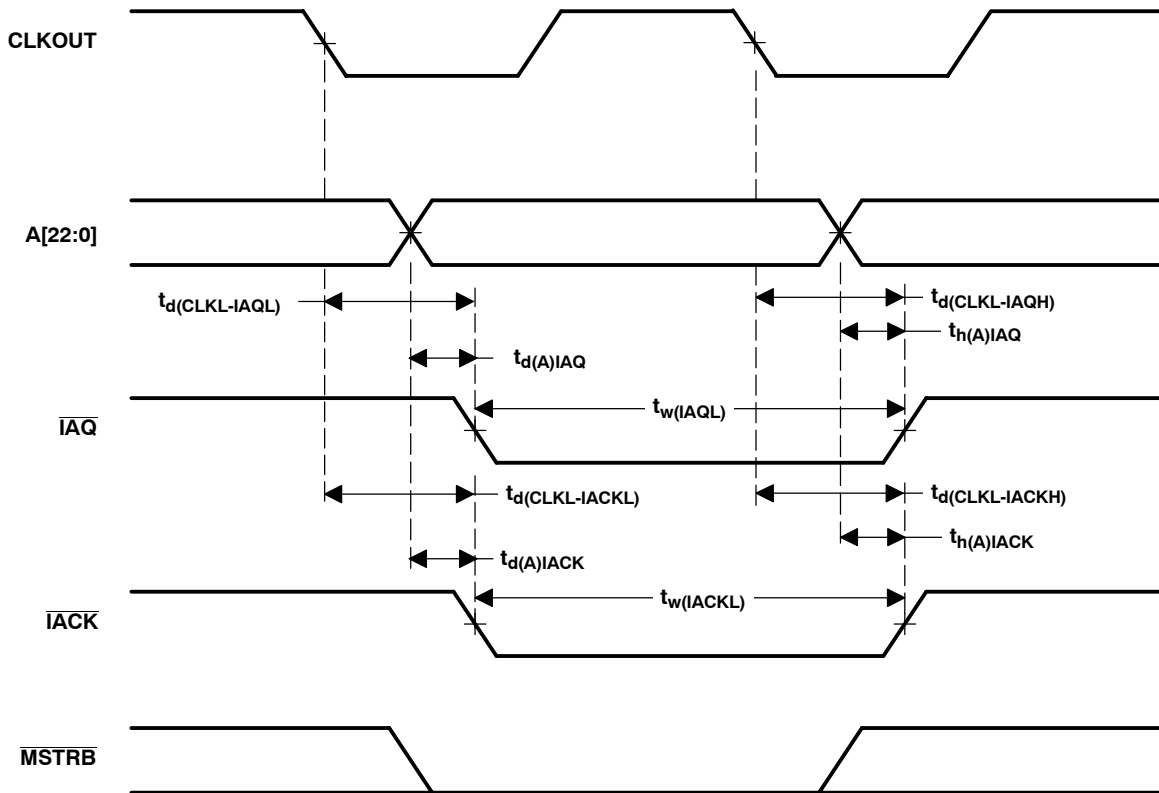 CLKOUT
A[22:0]
td(CLKL-IAQL)
td(CLKL-IAQH)
th(A)IAQ
td(A)IAQ
tw(IAQL)
IAQ
td(CLKL-IACKL)
td(CLKL-IACKH)
th(A)IACK
td(A)IACK
tw(IACKL)
IACK
MSTRB